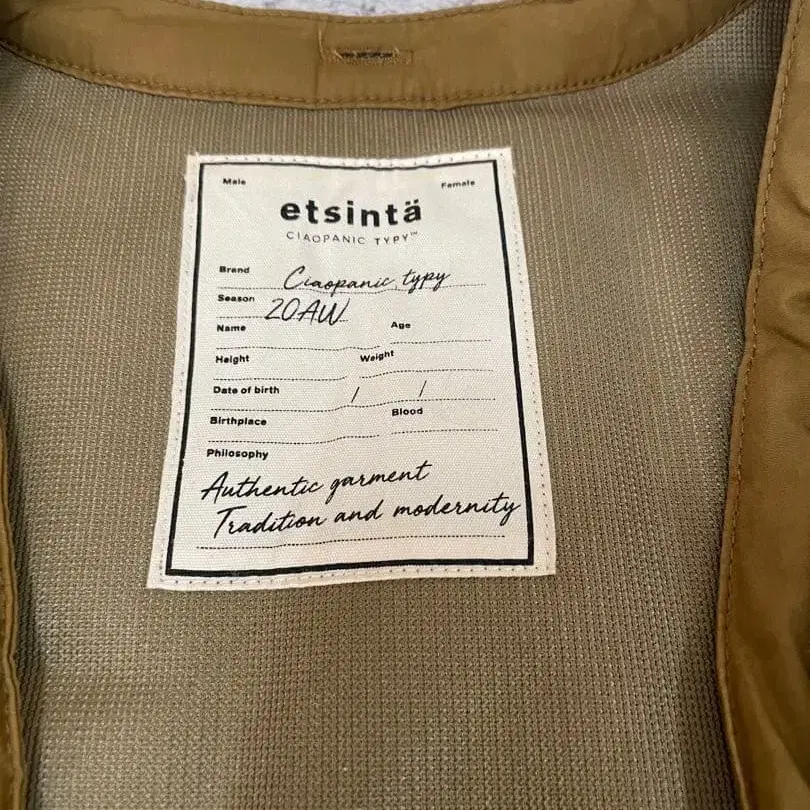 Male Female
etsintä
CIAOPANIC TYPY™
Brand Ciaopanic typy
Season 20AW
Name Age
Height Weight
Date of birth / /
Birthplace Blood
Philosophy
Authentic garment
Tradition and modernity